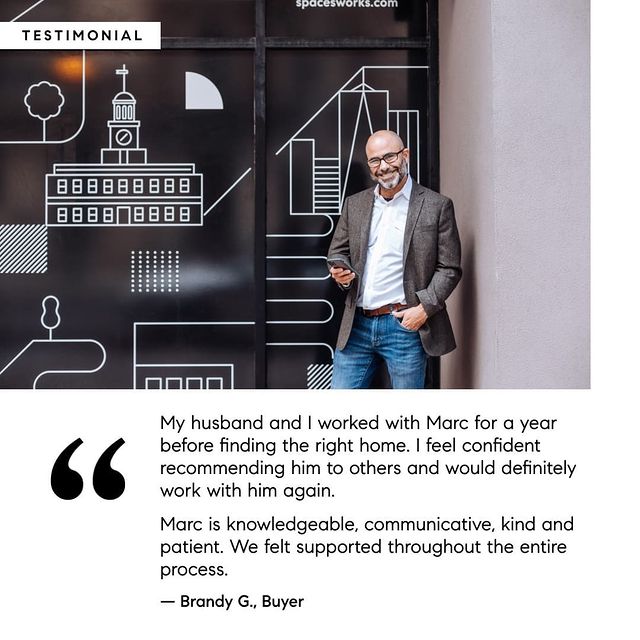 spacesworks.com
TESTIMONIAL
My husband and I worked with Marc for a year
before finding the right home. I feel confident
recommending him to others and would definitely
work with him again.
Marc is knowledgeable, communicative, kind and
patient. We felt supported throughout the entire
process.
— Brandy G., Buyer